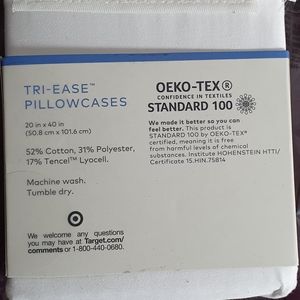 TRI-EASE™
PILLOWCASES
20 in x 40 in
(50.8 cm x 101.6 cm)
52% Cotton, 31% Polyester,
17% Tencel™ Lyocell.
Machine wash.
Tumble dry.
We welcome any questions
you may have at Target.com/
comments or 1-800-440-0680.
OEKO-TEX®
CONFIDENCE IN TEXTILES
STANDARD 100
We made it better so you can
feel better. This product is
STANDARD 100 by OEKO-TEX®
certified, meaning it is free
from harmful levels of chemical
substances. Institute HOHENSTEIN HTTI/
Certificate 15.HIN.75814